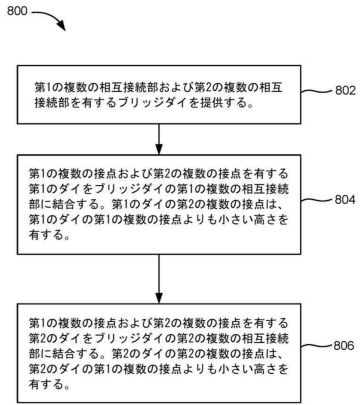 800
第1の複数の相互接続部および第2の複数の相互
接続部を有するブリッジダイを提供する。
802
第1の複数の接点および第2の複数の接点を有する
第1のダイをブリッジダイの第1の複数の相互接続
部に結合する。第1のダイの第2の複数の接点は、
第1のダイの第1の複数の接点よりも小さい高さを
有する。
804
第1の複数の接点および第2の複数の接点を有する
第2のダイをブリッジダイの第2の複数の相互接続
部に結合する。第2のダイの第2の複数の接点は、
第2のダイの第1の複数の接点よりも小さい高さを
有する。
806